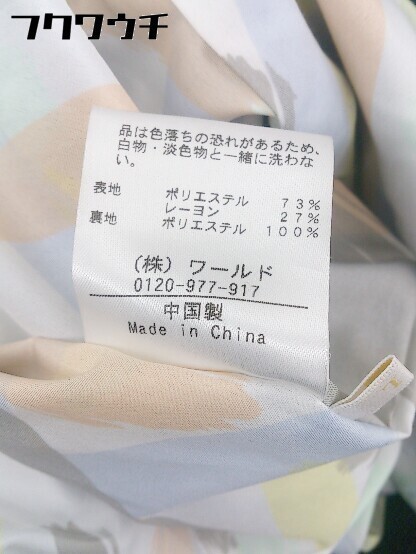 フクワウチ
品は色落ちの恐れがあるため、
白物・淡色物と一緒に洗わな
い。
表地 ポリエステル 73%
レーヨン 27%
裏地 ポリエステル 100%
(株) ワールド
0120-977-917
中国製
Made in China